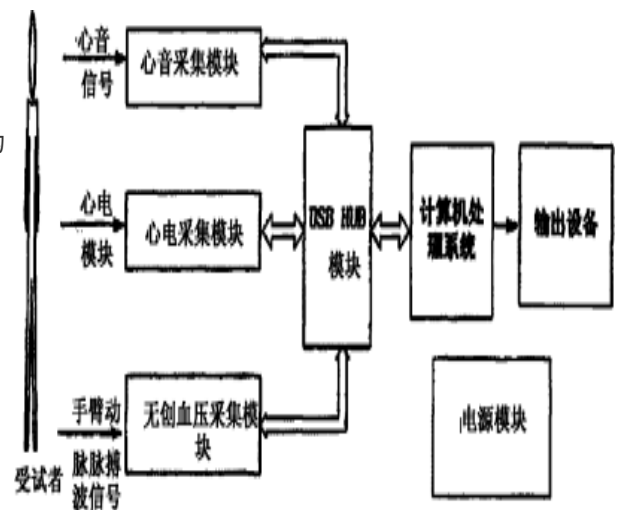 心音
信号
心音采集模块
心电
模块
心电采集模块
手臂动
脉脉搏
波信号
无创血压采集模
块
受试者
USB HUB
模块
计算机处
理系统
输出设备
电源模块